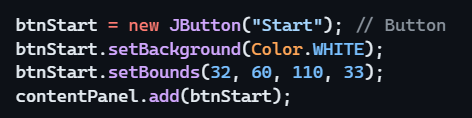 btnStart = new JButton("Start"); // Button
btnStart.setBackground(Color.WHITE);
btnStart.setBounds(32, 60, 110, 33);
contentPanel.add(btnStart);